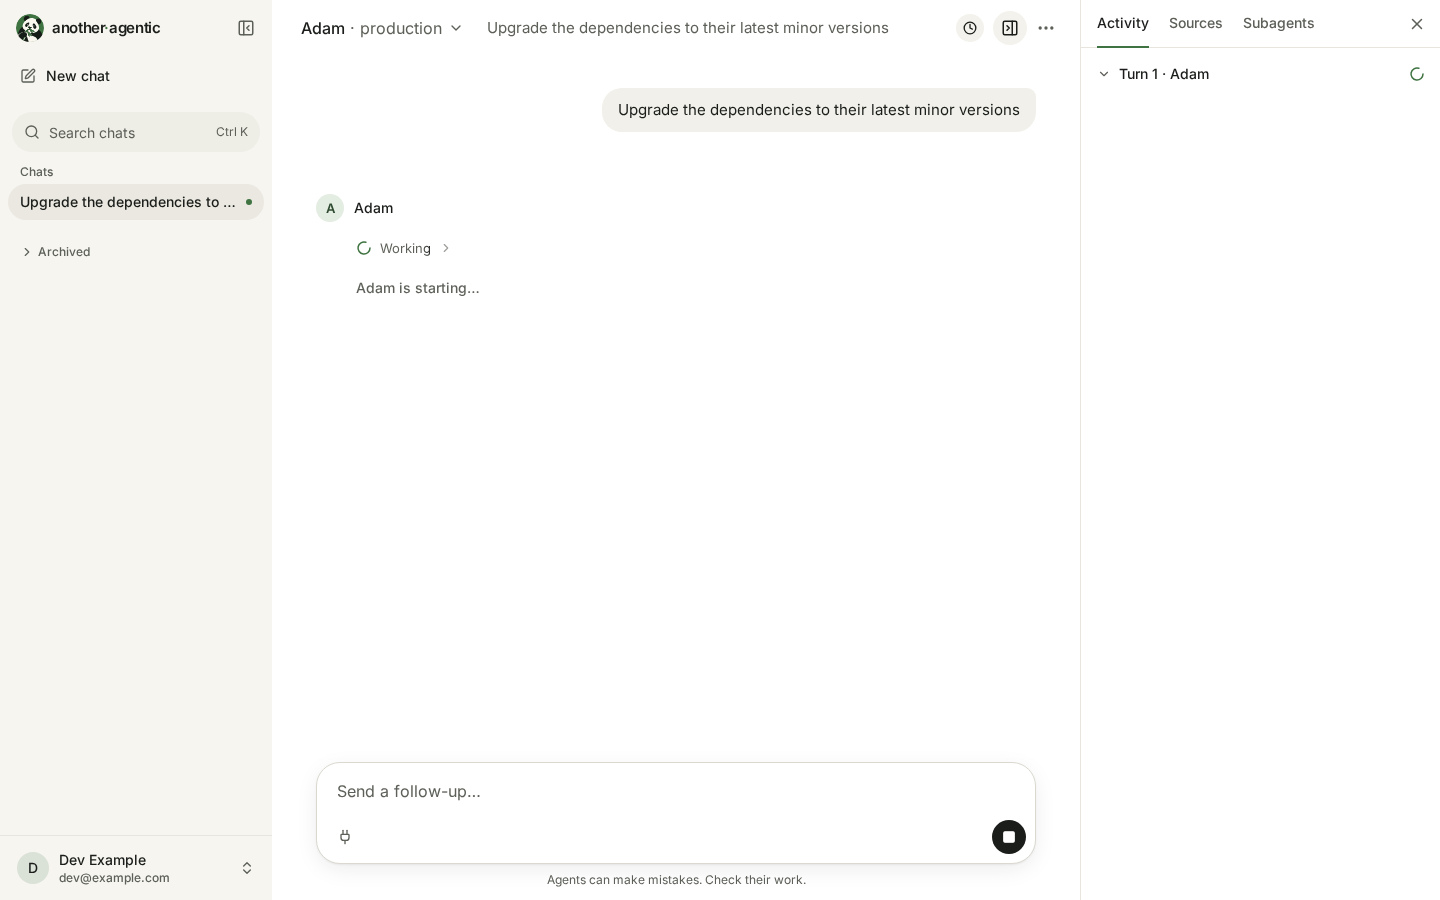 another·agentic
New chat
Search chats
Ctrl K
Chats
Upgrade the dependencies to ...
Archived
D
Dev Example
dev@example.com
Adam · production
Upgrade the dependencies to their latest minor versions
Upgrade the dependencies to their latest minor versions
A
Adam
Working
Adam is starting...
Send a follow-up...
Agents can make mistakes. Check their work.
Activity
Sources
Subagents
Turn 1 · Adam